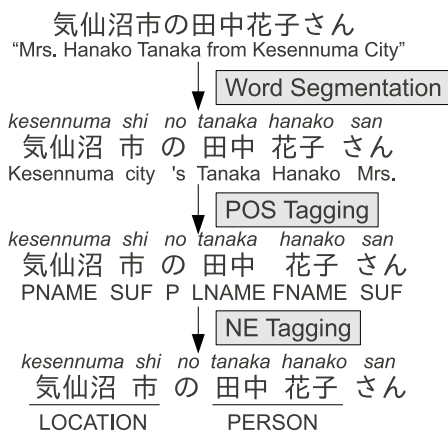 気仙沼市の田中花子さん
“Mrs. Hanako Tanaka from Kesennuma City”
Word Segmentation
kesennuma shi no tanaka hanako san
気仙沼 市 の 田中 花子 さん
Kesennuma city 's Tanaka Hanako Mrs.
POS Tagging
kesennuma shi no tanaka hanako san
気仙沼 市 の 田中 花子 さん
PNAME SUF P LNAME FNAME SUF
NE Tagging
kesennuma shi no tanaka hanako san
気仙沼 市 の 田中 花子 さん
LOCATION PERSON